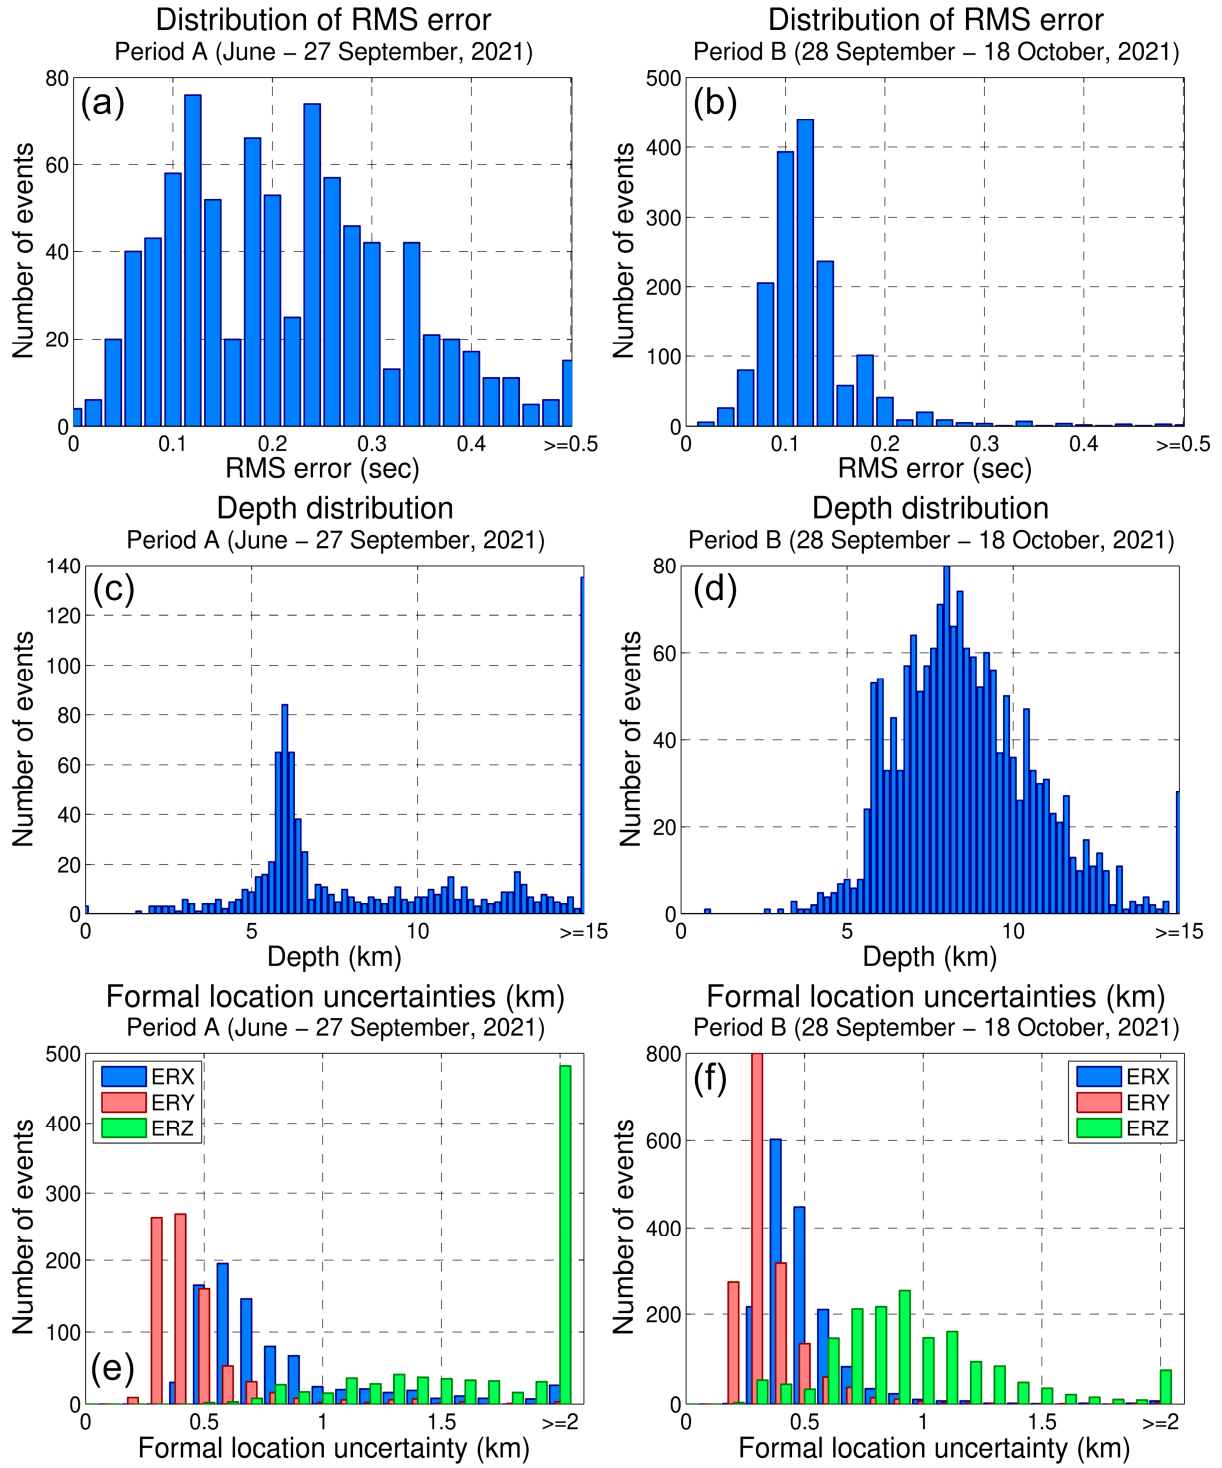 Distribution of RMS error
Period A (June – 27 September, 2021)
(a)
80
60
40
20
0
Number of events
0 0.1 0.2 0.3 0.4 >=0.5
RMS error (sec)
Distribution of RMS error
Period B (28 September – 18 October, 2021)
(b)
500
400
300
200
100
0
Number of events
0 0.1 0.2 0.3 0.4 >=0.5
RMS error (sec)
Depth distribution
Period A (June – 27 September, 2021)
(c)
140
120
100
80
60
40
20
0
Number of events
0 5 10 >=15
Depth (km)
Depth distribution
Period B (28 September – 18 October, 2021)
(d)
80
60
40
20
0
Number of events
0 5 10 >=15
Depth (km)
Formal location uncertainties (km)
Period A (June – 27 September, 2021)
ERX
ERY
ERZ
(e)
500
400
300
200
100
0
Number of events
0 0.5 1 1.5 >=2
Formal location uncertainty (km)
Formal location uncertainties (km)
Period B (28 September – 18 October, 2021)
(f)
ERX
ERY
ERZ
800
600
400
200
0
Number of events
0 0.5 1 1.5 >=2
Formal location uncertainty (km)